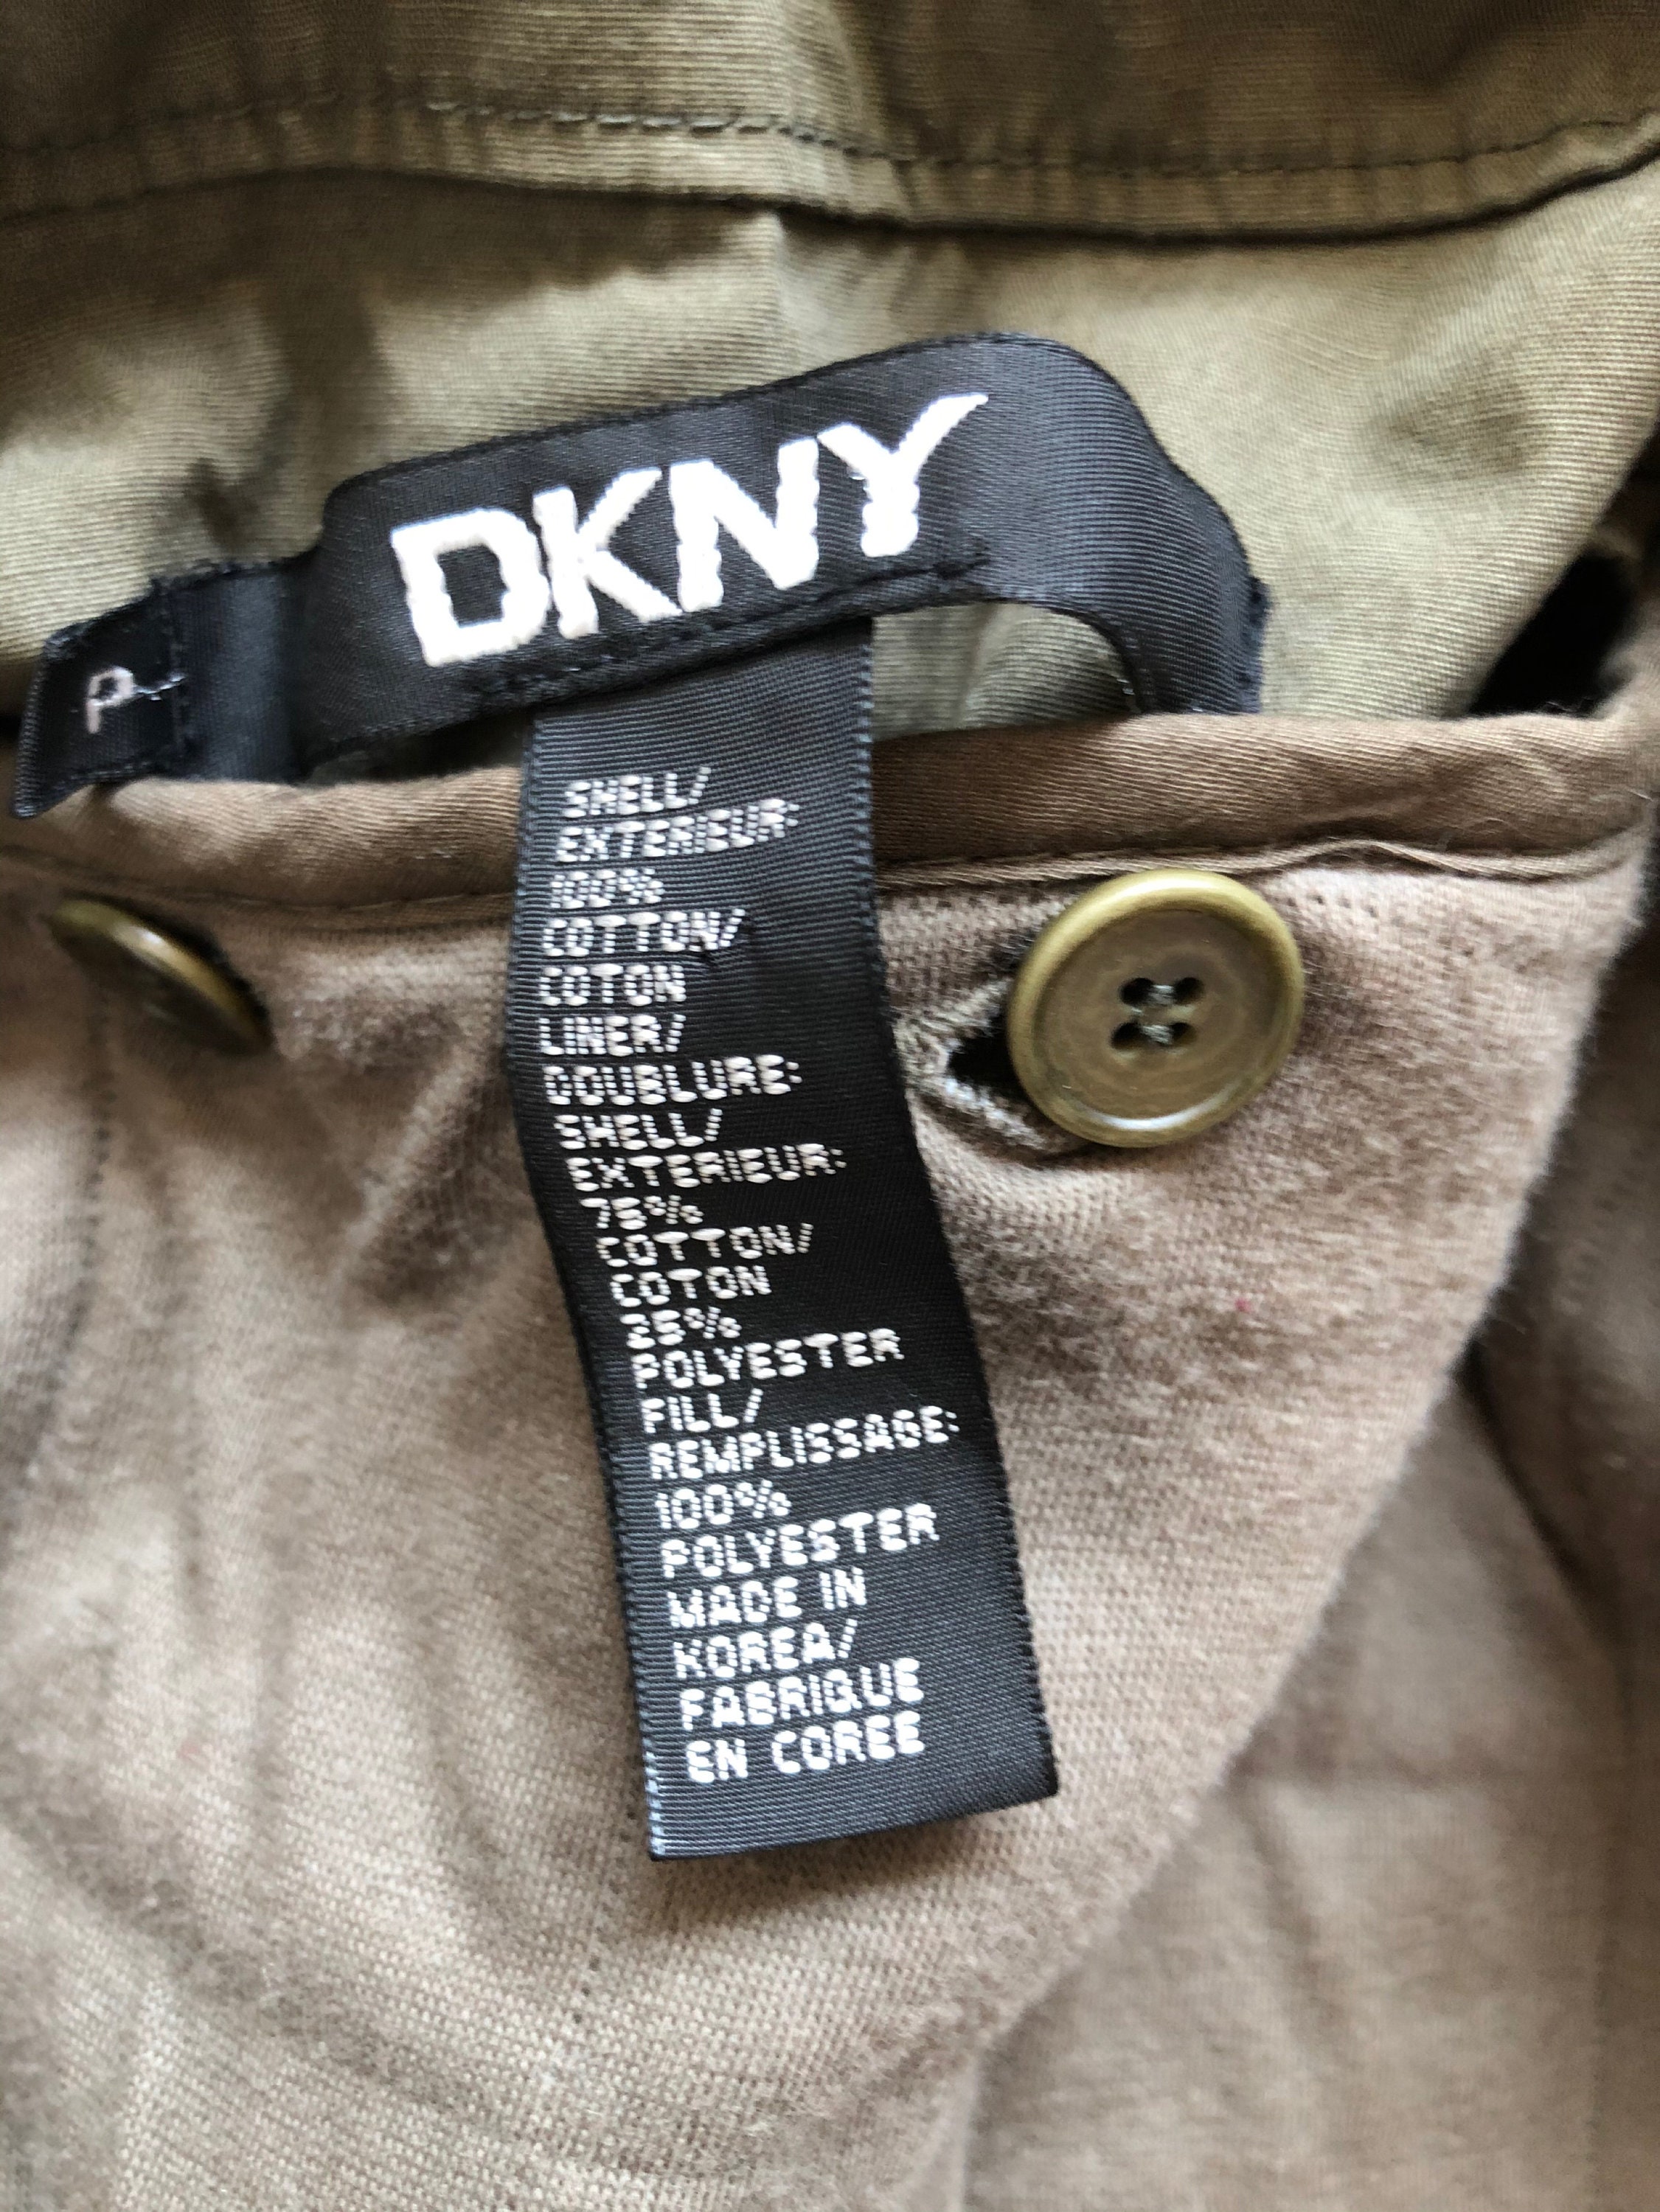 DKNY
P
SHELL/
EXTERIEUR:
100%
COTTON/
COTON
LINER/
DOUBLURE:
SHELL/
EXTERIEUR:
75%
COTTON/
COTON
25%
POLYESTER
FILL/
REMPLISSAGE:
100%
POLYESTER
MADE IN
KOREA/
FABRIQUE
EN COREE